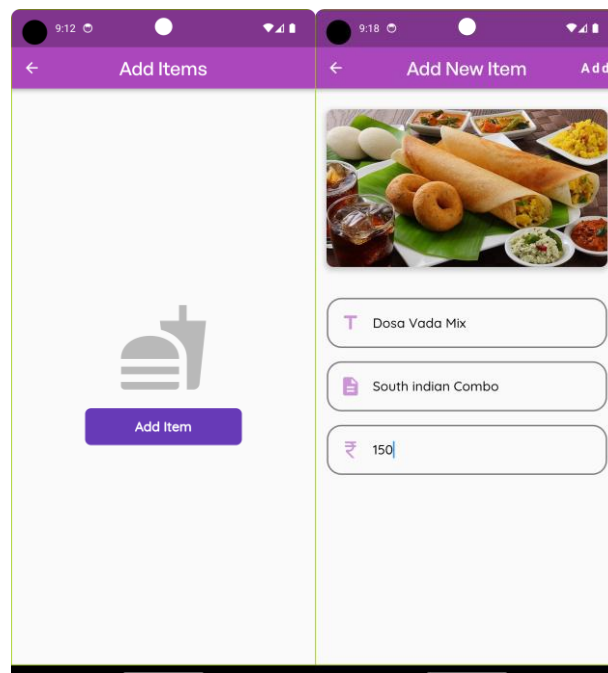 9:12
Add Items
Add Item
9:18
Add New Item
Add
Dosa Vada Mix
South indian Combo
₹ 150